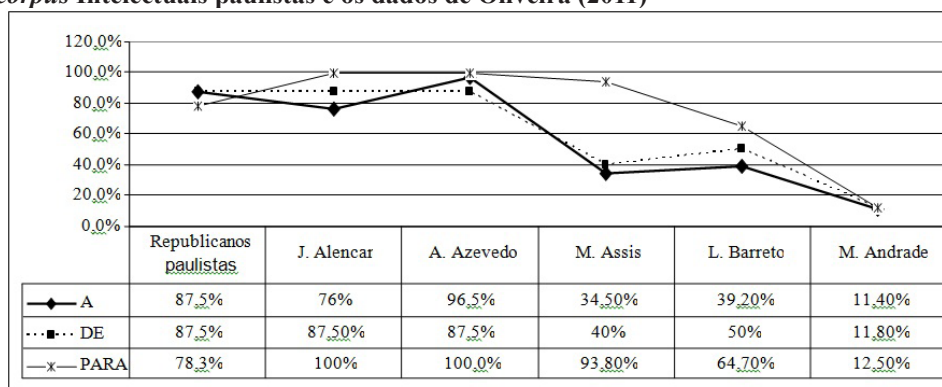 corpus Intelectuais paulistas e os dados de Oliveira (2011)
120,0%
100,0%
80,0%
60,0%
40,0%
20,0%
0,0%
Republicanos paulistas J. Alencar A. Azevedo M. Assis L. Barreto M. Andrade
A 87,5% 76% 96,5% 34,50% 39,20% 11,40%
DE 87,5% 87,50% 87,5% 40% 50% 11,80%
PARA 78,3% 100% 100,0% 93,80% 64,70% 12,50%